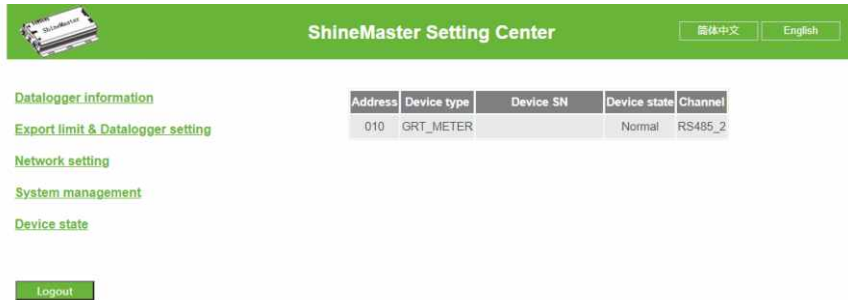 ShineMaster
ShineMaster Setting Center
简体中文
English
Datalogger information
Export limit & Datalogger setting
Network setting
System management
Device state
Address Device type Device SN Device state Channel
010 GRT_METER Normal RS485_2
Logout